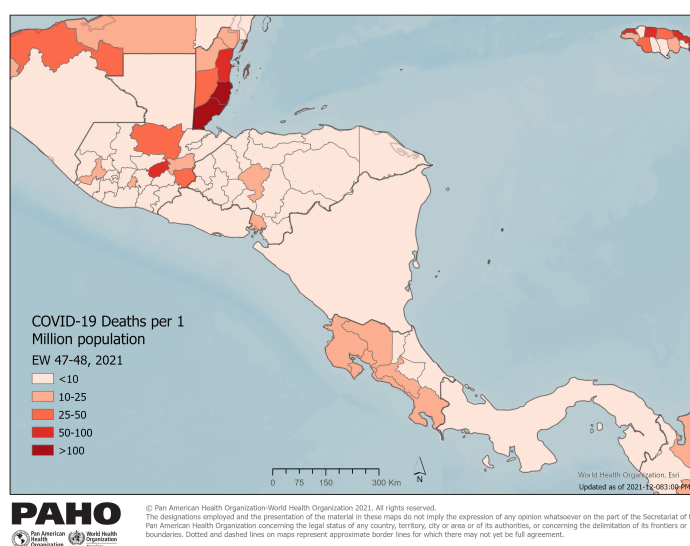 COVID-19 Deaths per 1
Million population
EW 47-48, 2021
<10
10-25
25-50
50-100
>100
0 75 150 300 Km
N
World Health Organization, Esri
Updated as of 2021-12-083:00 PM
PAHO
Pan American
Health
Organization
World Health
Organization
© Pan American Health Organization-World Health Organization 2021. All rights reserved.
The designations employed and the presentation of the material in these maps do not imply the expression of any opinion whatsoever on the part of the Secretariat of
Pan American Health Organization concerning the legal status of any country, territory, city or area or of its authorities, or concerning the delimitation of its frontiers or
boundaries. Dotted and dashed lines on maps represent approximate border lines for which there may not yet be full agreement.